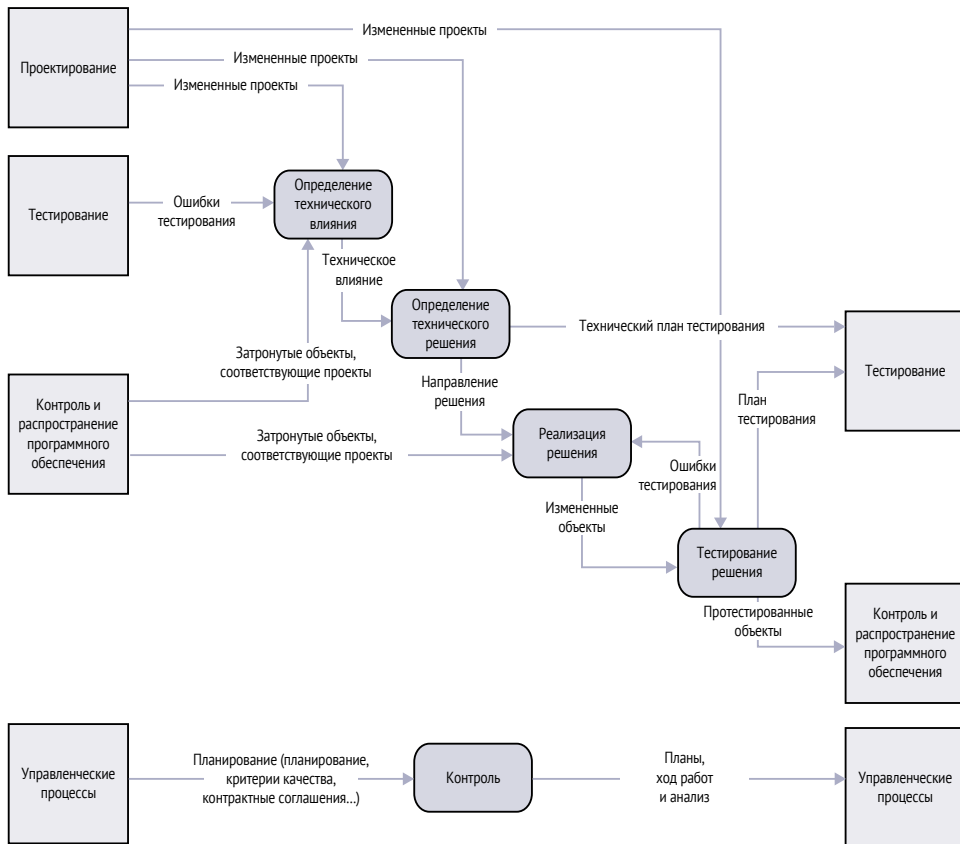 Измененные проекты
Измененные проекты
Проектирование
Измененные проекты
Тестирование
Ошибки
тестирования
Определение
технического
влияния
Техническое
влияние
Определение
технического
решения
Технический план тестирования
Тестирование
Затронутые объекты,
соответствующие проекты
Контроль и
распространение
программного
обеспечения
Направление
решения
План
тестирования
Затронутые объекты,
соответствующие проекты
Реализация
решения
Ошибки
тестирования
Измененные
объекты
Тестирование
решения
Протестированные
объекты
Контроль и
распространение
программного
обеспечения
Управленческие
процессы
Планирование (планирование,
критерии качества,
контрактные соглашения...)
Контроль
Планы,
ход работ
и анализ
Управленческие
процессы